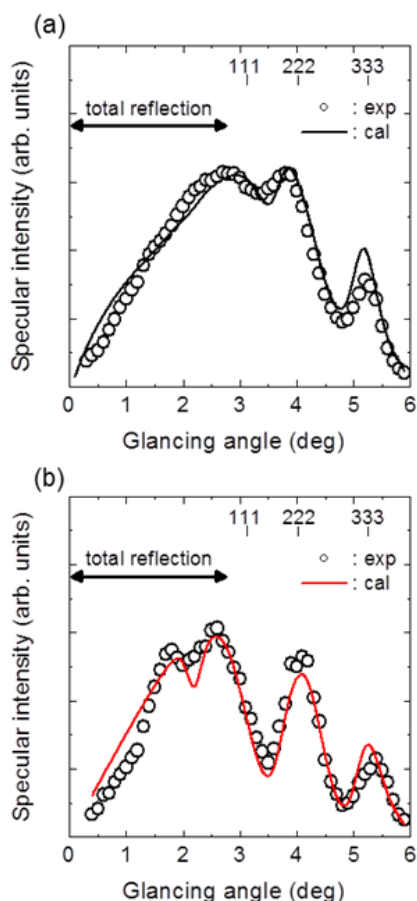 (a)
111 222 333
total reflection
: exp
: cal
Specular intensity (arb. units)
0 1 2 3 4 5 6
Glancing angle (deg)
(b)
111 222 333
total reflection
: exp
: cal
Specular intensity (arb. units)
0 1 2 3 4 5 6
Glancing angle (deg)